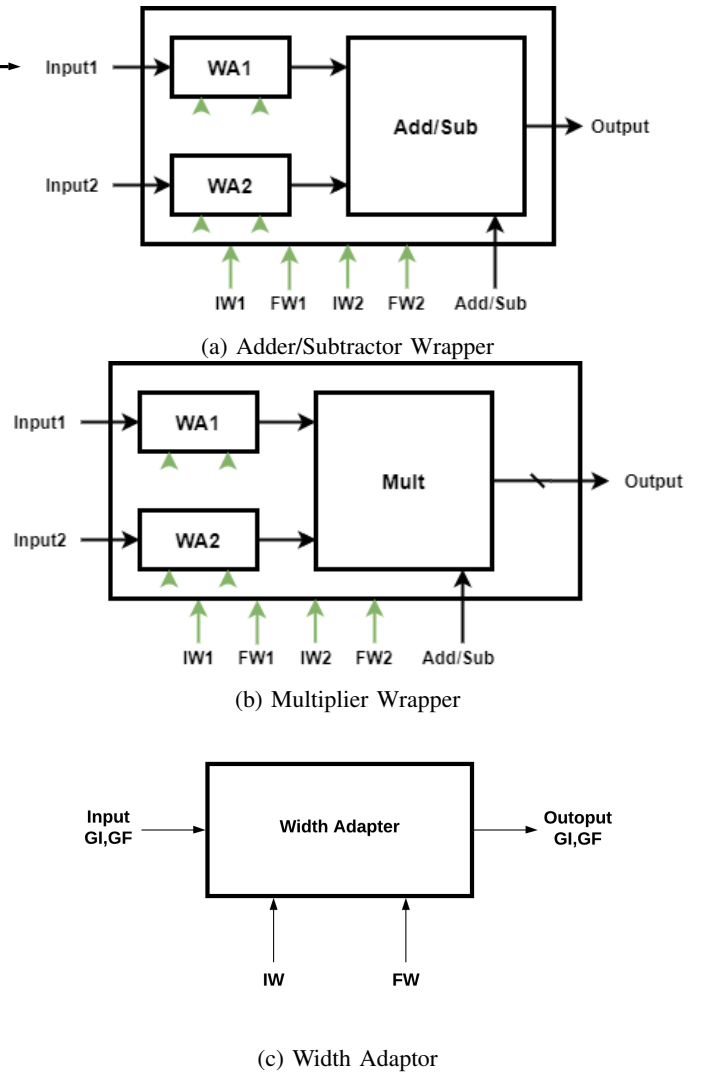 Input1 WA1
Add/Sub Output
Input2 WA2
IW1 FW1 IW2 FW2 Add/Sub
(a) Adder/Subtractor Wrapper
Input1 WA1
Mult Output
Input2 WA2
IW1 FW1 IW2 FW2 Add/Sub
(b) Multiplier Wrapper
Input
GI,GF
Width Adapter
Outoput
GI,GF
IW FW
(c) Width Adaptor